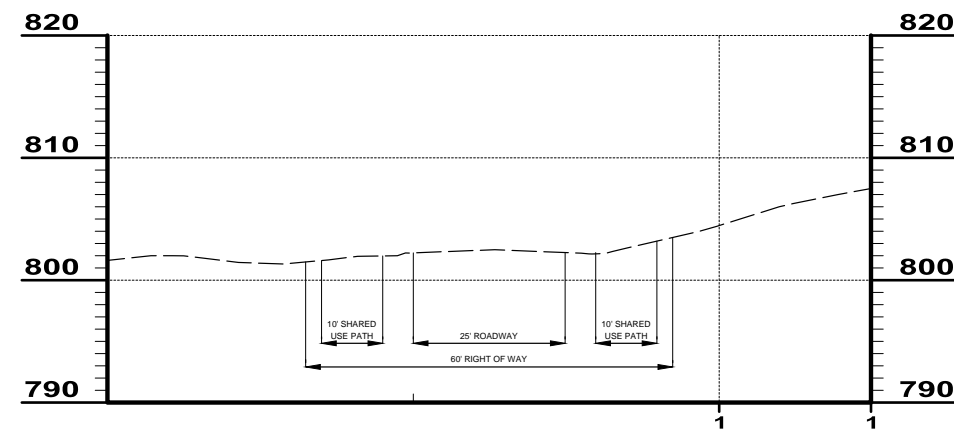 820 820
810 810
800 800
10' SHARED
USE PATH
25' ROADWAY
10' SHARED
USE PATH
60' RIGHT OF WAY
790 790
1 1